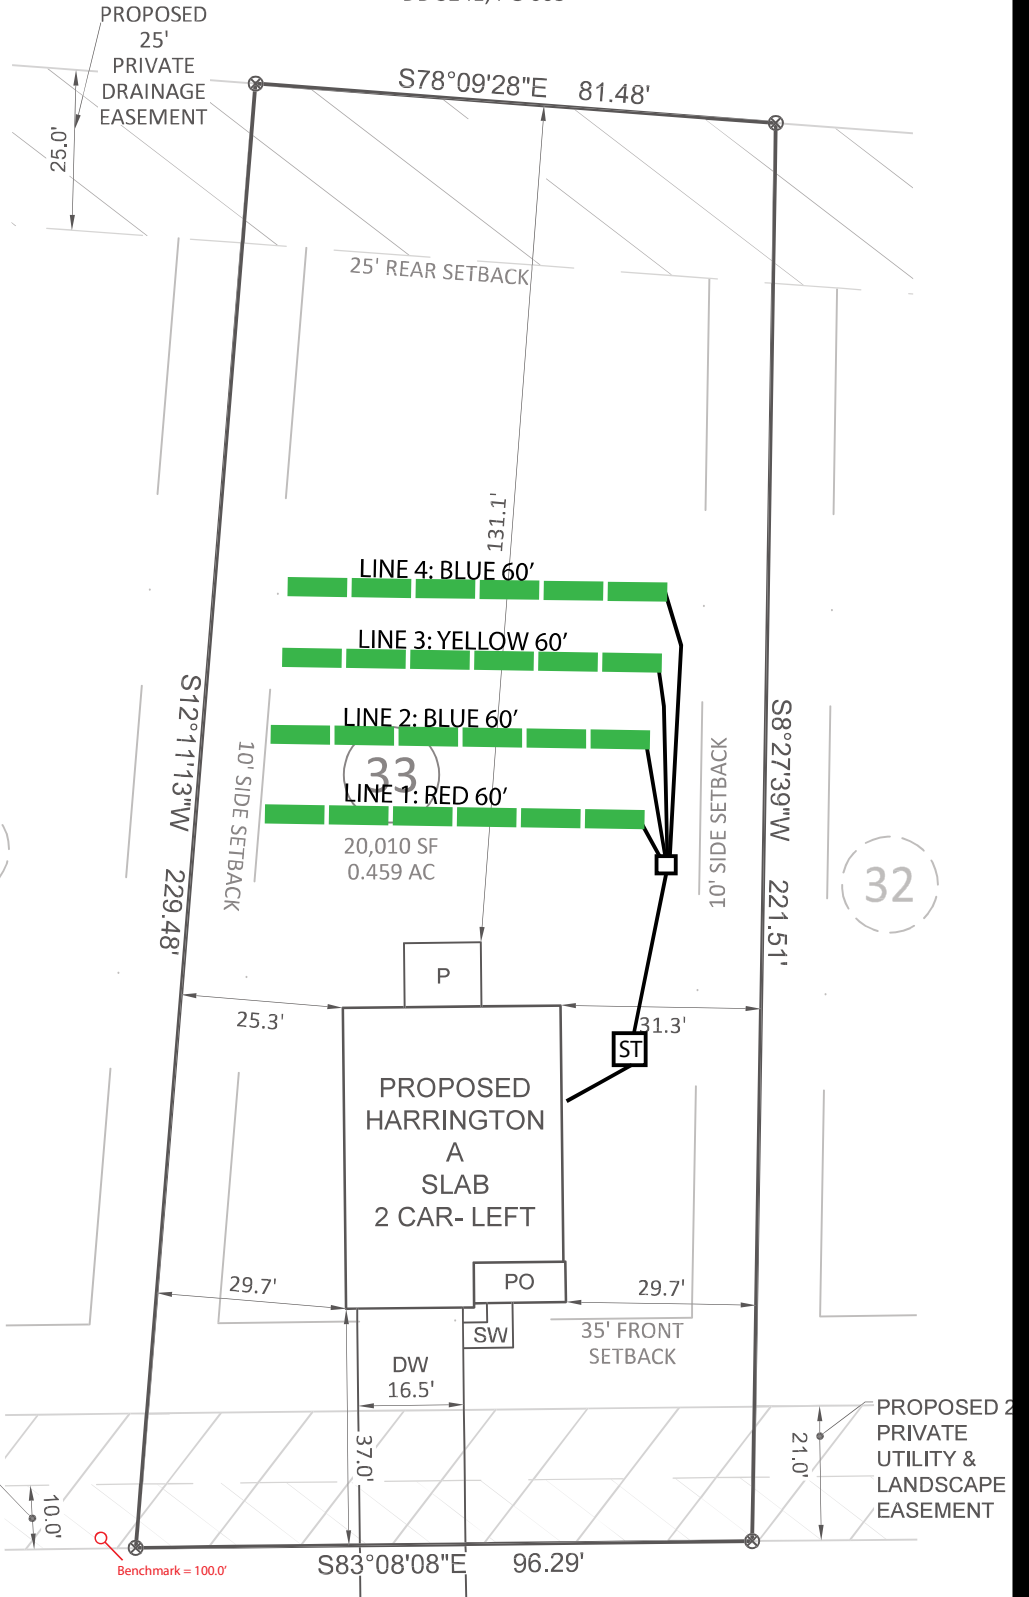 PROPOSED
25'
PRIVATE
DRAINAGE
EASEMENT
25.0'
S78°09'28"E 81.48'
25' REAR SETBACK
131.1'
LINE 4: BLUE 60'
LINE 3: YELLOW 60'
LINE 2: BLUE 60'
33
LINE 1: RED 60'
20,010 SF
0.459 AC
S12°11'13"W 229.48'
10' SIDE SETBACK
10' SIDE SETBACK
S8°27'39"W 221.51'
32
P
25.3'
31.3'
ST
PROPOSED
HARRINGTON
A
SLAB
2 CAR- LEFT
PO
29.7'
29.7'
SW
35' FRONT
SETBACK
DW
16.5'
37.0'
21.0'
PROPOSED 2
PRIVATE
UTILITY &
LANDSCAPE
EASEMENT
10.0'
Benchmark = 100.0'
S83°08'08"E 96.29'